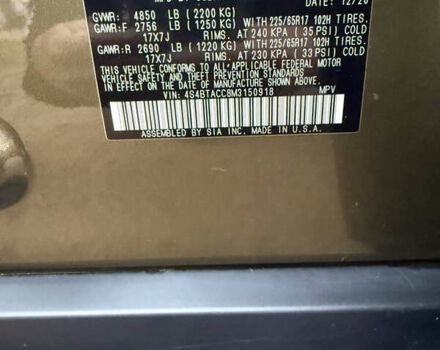 12/20
GVWR: 4850 LB (2200 KG)
GAWR:F 2756 LB (1250 KG) WITH 225/65R17 102H TIRES.
17X7J RIMS, AT 240 KPA (35 PSI) COLD
GAWR:R 2690 LB (1220 KG) WITH 225/65R17 102H TIRES.
17X7J RIMS, AT 230 KPA (33 PSI) COLD
THIS VEHICLE CONFORMS TO ALL APPLICABLE FEDERAL MOTOR
VEHICLE SAFETY AND THEFT PREVENTION STANDARDS
IN EFFECT ON THE DATE OF MANUFACTURE SHOWN ABOVE.
VIN: 4S4BTACC8M3150918 MPV
ASSEMBLED BY SIA INC. MADE IN U.S.A.